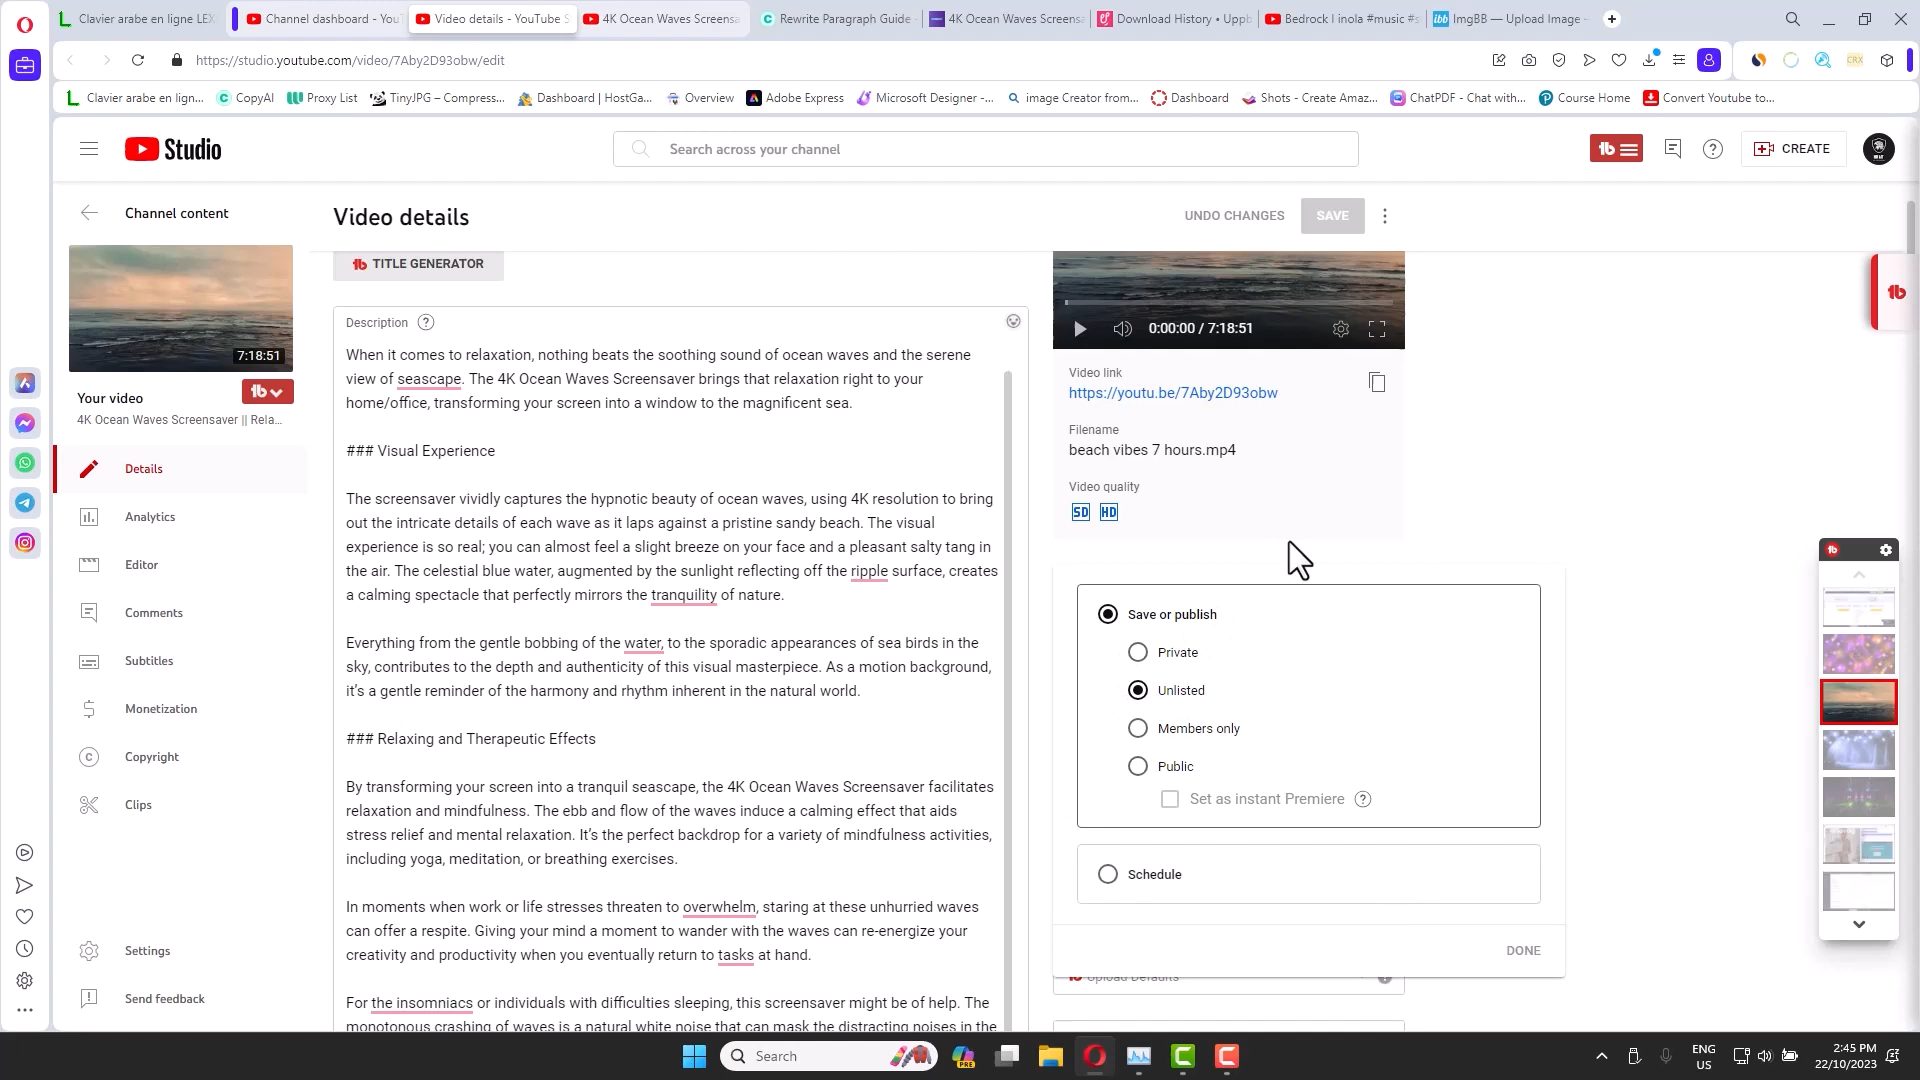 Clavier arabe en ligne LEX
Channel dashboard - YouT
Video details - YouTube S
4K Ocean Waves Screensa
Rewrite Paragraph Guide -
4K Ocean Waves Screensa
Download History • Uppb
Bedrock I inola #music #s
ImgBB — Upload Image -
https://studio.youtube.com/video/7Aby2D93obw/edit
CRX
Clavier arabe en lign...
CopyAI
Proxy List
TinyJPG – Compress...
Dashboard | HostGa...
Overview
Adobe Express
Microsoft Designer -...
image Creator from...
Dashboard
Shots - Create Amaz...
ChatPDF - Chat with...
Course Home
Convert Youtube to...
Studio
Search across your channel
CREATE
Channel content
Video details
UNDO CHANGES
SAVE
TITLE GENERATOR
7:18:51
Your video
4K Ocean Waves Screensaver || Rela...
Details
Analytics
Editor
Comments
Subtitles
Monetization
Copyright
Clips
Settings
Send feedback
Description
When it comes to relaxation, nothing beats the soothing sound of ocean waves and the serene
view of seascape. The 4K Ocean Waves Screensaver brings that relaxation right to your
home/office, transforming your screen into a window to the magnificent sea.
### Visual Experience
The screensaver vividly captures the hypnotic beauty of ocean waves, using 4K resolution to bring
out the intricate details of each wave as it laps against a pristine sandy beach. The visual
experience is so real; you can almost feel a slight breeze on your face and a pleasant salty tang in
the air. The celestial blue water, augmented by the sunlight reflecting off the ripple surface, creates
a calming spectacle that perfectly mirrors the tranquility of nature.
Everything from the gentle bobbing of the water, to the sporadic appearances of sea birds in the
sky, contributes to the depth and authenticity of this visual masterpiece. As a motion background,
it's a gentle reminder of the harmony and rhythm inherent in the natural world.
### Relaxing and Therapeutic Effects
By transforming your screen into a tranquil seascape, the 4K Ocean Waves Screensaver facilitates
relaxation and mindfulness. The ebb and flow of the waves induce a calming effect that aids
stress relief and mental relaxation. It's the perfect backdrop for a variety of mindfulness activities,
including yoga, meditation, or breathing exercises.
In moments when work or life stresses threaten to overwhelm, staring at these unhurried waves
can offer a respite. Giving your mind a moment to wander with the waves can re-energize your
creativity and productivity when you eventually return to tasks at hand.
For the insomniacs or individuals with difficulties sleeping, this screensaver might be of help. The
monotonous crashing of waves is a natural white noise that can mask the distracting noises in the
0:00:00 / 7:18:51
Video link
https://youtu.be/7Aby2D93obw
Filename
beach vibes 7 hours.mp4
Video quality
SD HD
Save or publish
Private
Unlisted
Members only
Public
Set as instant Premiere
Schedule
DONE
Upload Defaults
Search
PRE
ENG
US
2:45 PM
22/10/2023